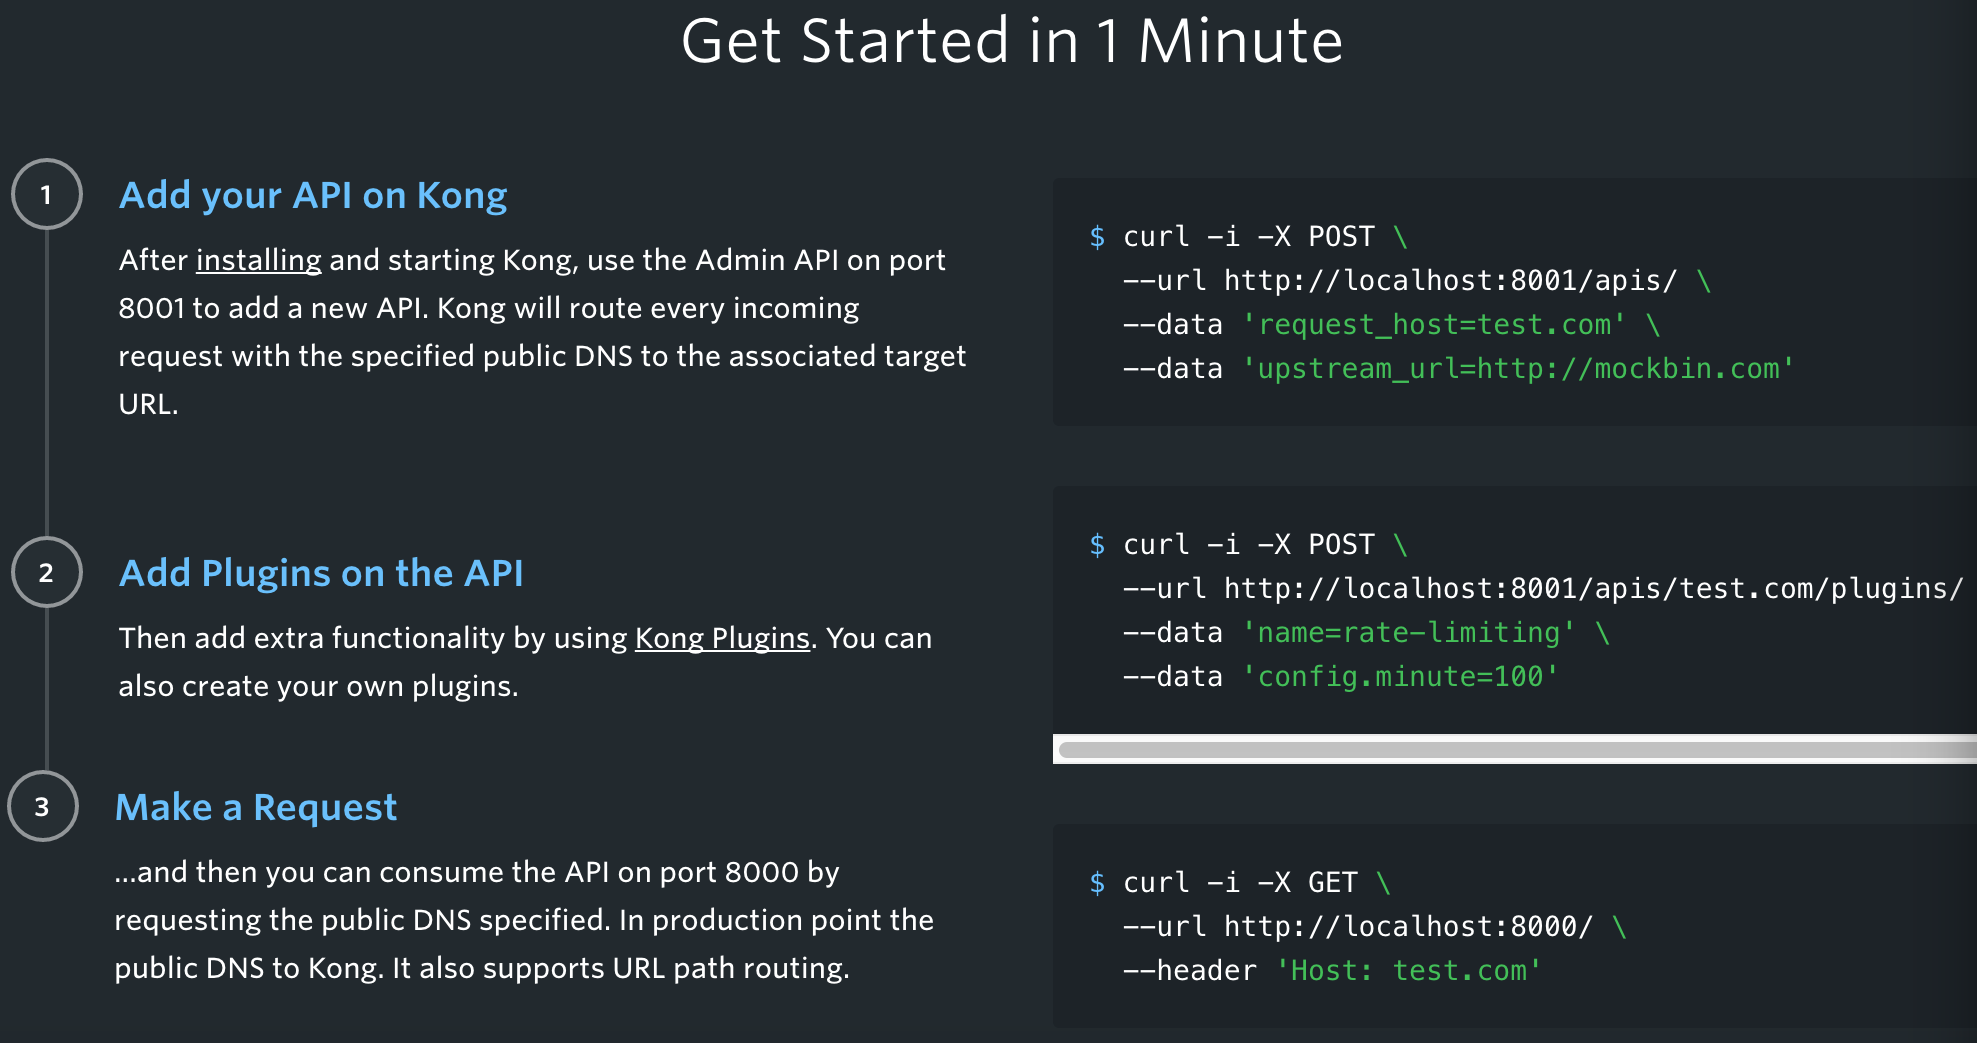 Get Started in 1 Minute
1
Add your API on Kong
After installing and starting Kong, use the Admin API on port
8001 to add a new API. Kong will route every incoming
request with the specified public DNS to the associated target
URL.
$ curl -i -X POST \
--url http://localhost:8001/apis/ \
--data 'request_host=test.com' \
--data 'upstream_url=http://mockbin.com'
2
Add Plugins on the API
Then add extra functionality by using Kong Plugins. You can
also create your own plugins.
$ curl -i -X POST \
--url http://localhost:8001/apis/test.com/plugins/
--data 'name=rate-limiting' \
--data 'config.minute=100'
3
Make a Request
...and then you can consume the API on port 8000 by
requesting the public DNS specified. In production point the
public DNS to Kong. It also supports URL path routing.
$ curl -i -X GET \
--url http://localhost:8000/ \
--header 'Host: test.com'